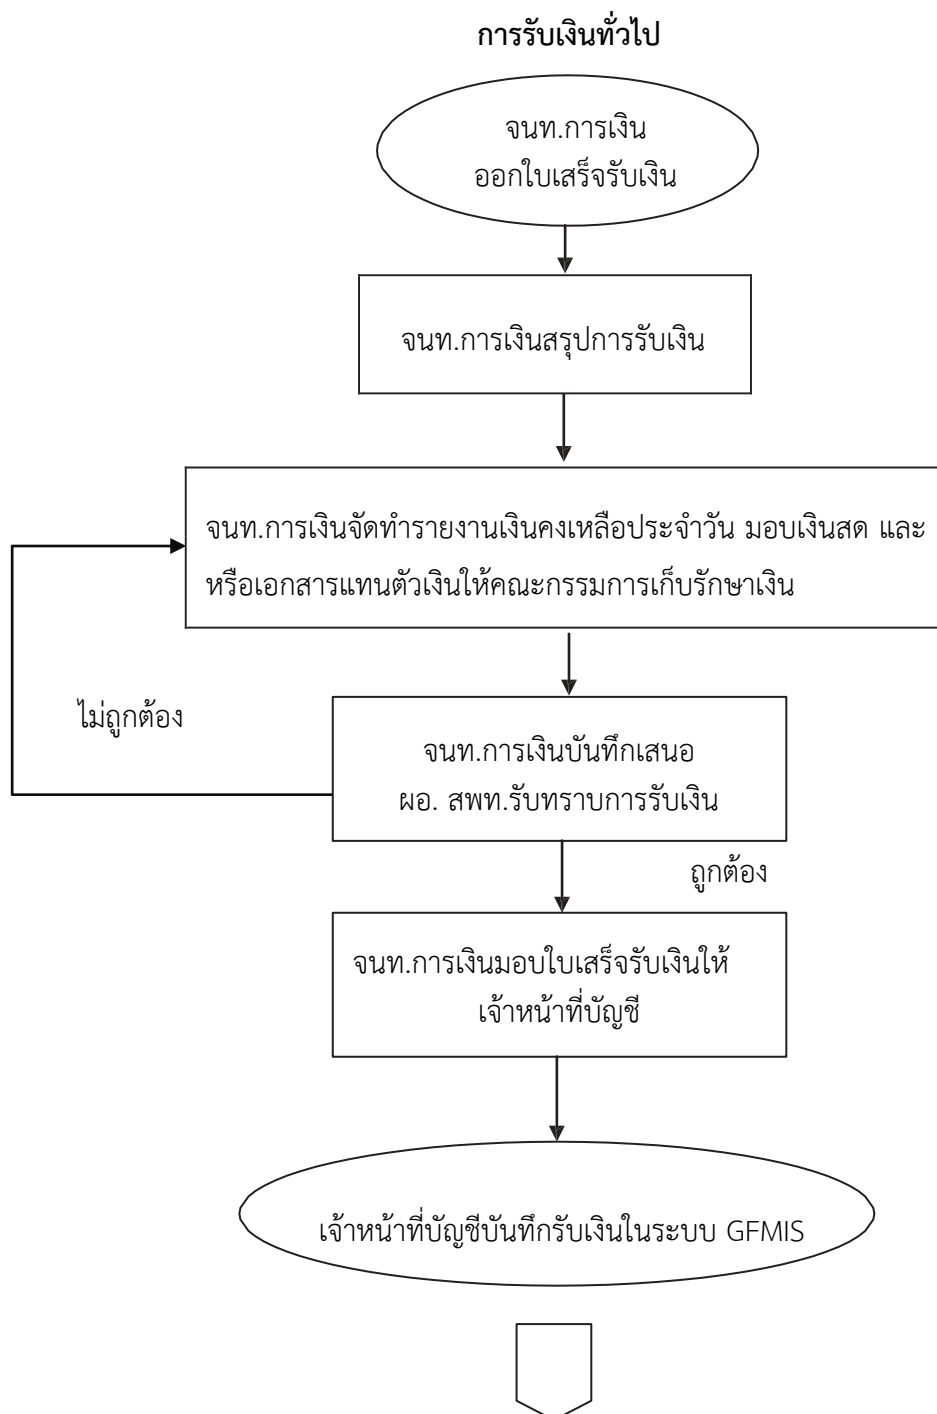 การรับเงินทั่วไป
จนท.การเงิน
ออกใบเสร็จรับเงิน
จนท.การเงินสรุปการรับเงิน
จนท.การเงินจัดทำรายงานเงินคงเหลือประจำวัน มอบเงินสด และ
หรือเอกสารแทนตัวเงินให้คณะกรรมการเก็บรักษาเงิน
ไม่ถูกต้อง
จนท.การเงินบันทึกเสนอ
ผอ. สพท.รับทราบการรับเงิน
ถูกต้อง
จนท.การเงินมอบใบเสร็จรับเงินให้
เจ้าหน้าที่บัญชี
เจ้าหน้าที่บัญชีบันทึกรับเงินในระบบ GFMIS